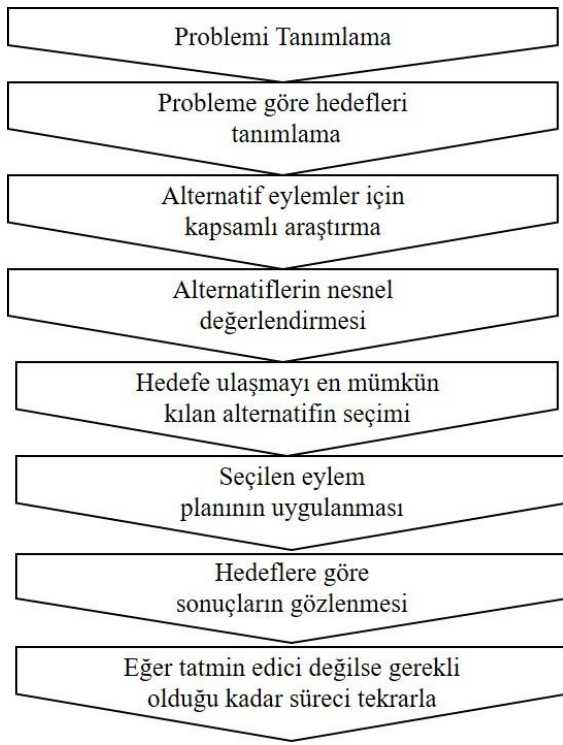 Problemi Tanımlama
Probleme göre hedefleri
tanımlama
Alternatif eylemler için
kapsamlı araştırma
Alternatiflerin nesnel
değerlendirmesi
Hedefe ulaşmayı en mümkün
kılan alternatifin seçimi
Seçilen eylem
planının uygulanması
Hedeflere göre
sonuçların gözlenmesi
Eğer tatmin edici değilse gerekli
olduğu kadar süreci tekrarla